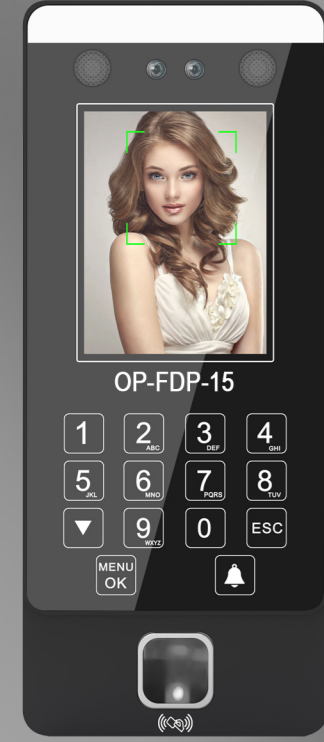 OP-FDP-15
1 2 ABC 3 DEF 4 GHI
5 JKL 6 MNO 7 PQRS 8 TUV
▼ 9 WXYZ 0 ESC
MENU
OK